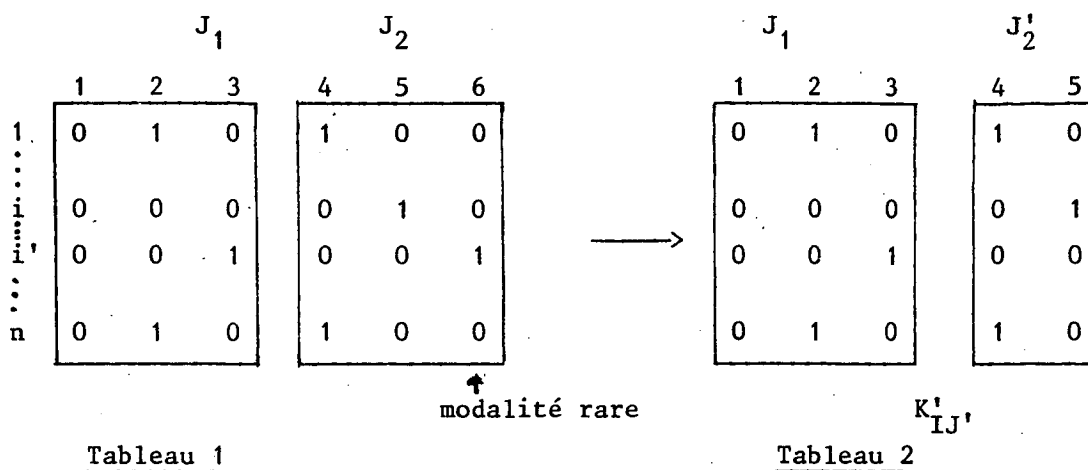 J1 J2 J1 J'2
1 2 3 4 5 6 1 2 3 4 5
1 0 1 0 1 0 0 0 1 0 1 0
i 0 0 0 0 1 0 0 0 0 0 1
i' 0 0 1 0 0 1 0 0 1 0 0
n 0 1 0 1 0 0 0 1 0 1 0
modalité rare K'IJ'
Tableau 1 Tableau 2